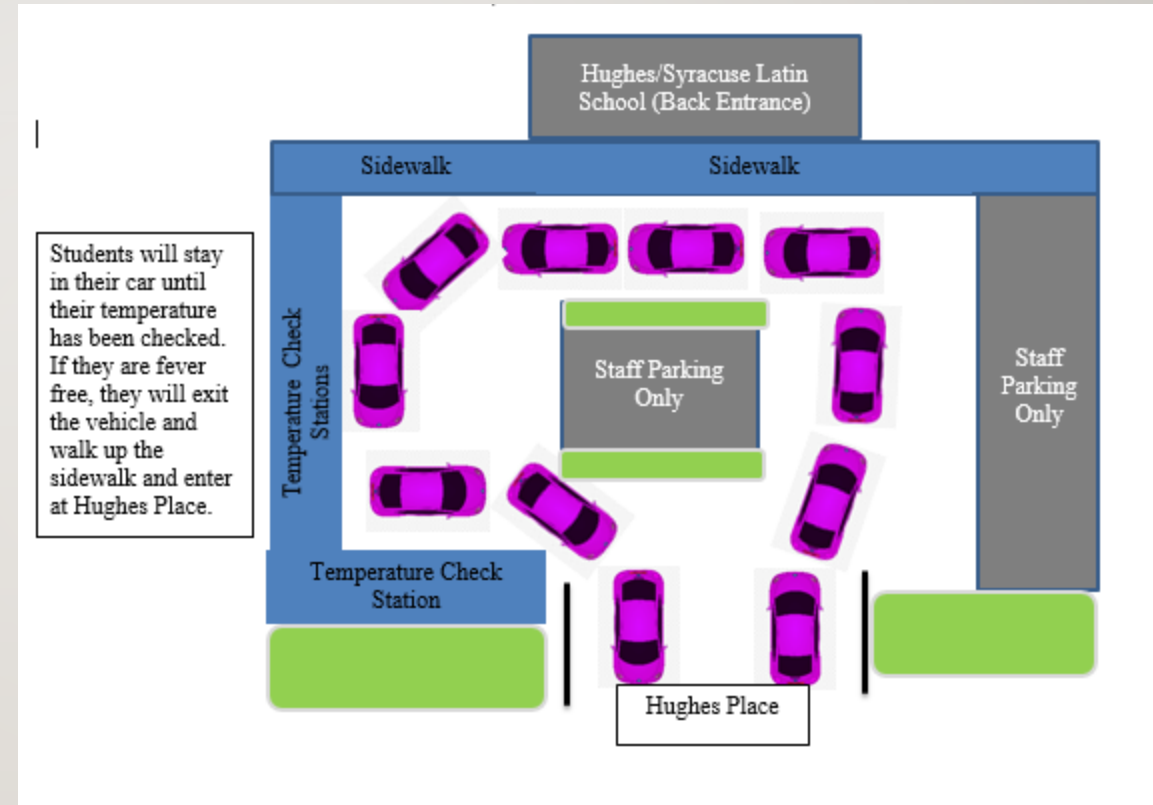 Hughes/Syracuse Latin
School (Back Entrance)
Sidewalk
Sidewalk
Students will stay
in their car until
their temperature
has been checked.
If they are fever
free, they will exit
the vehicle and
walk up the
sidewalk and enter
at Hughes Place.
Temperature Check
Stations
Staff Parking
Only
Staff
Parking
Only
Temperature Check
Station
Hughes Place